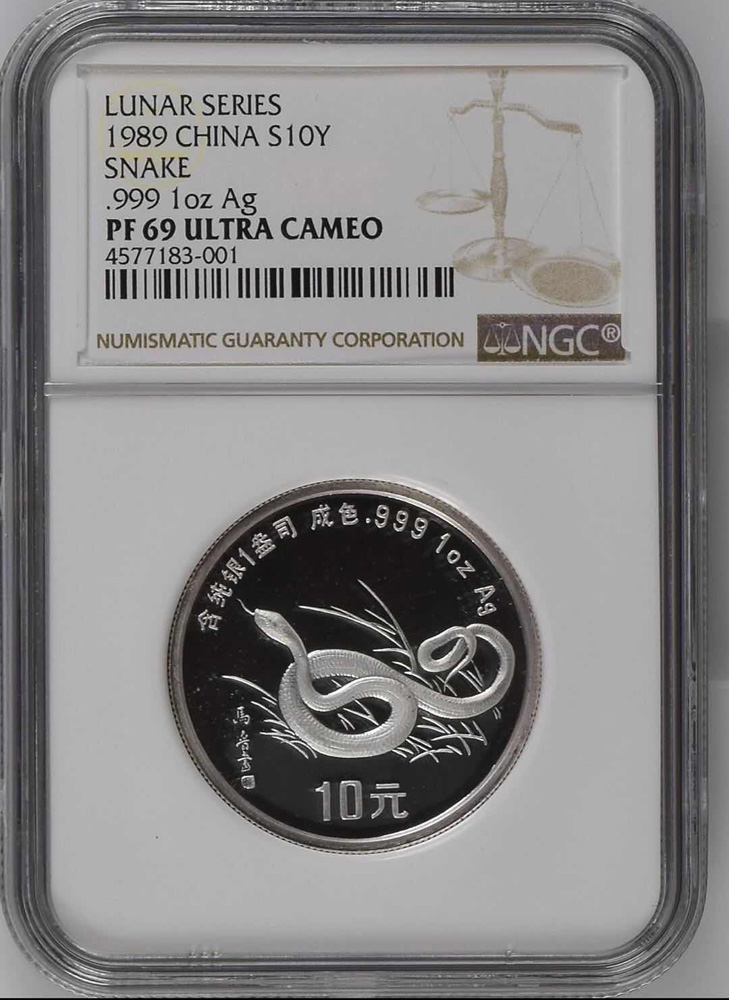 LUNAR SERIES
1989 CHINA S10Y
SNAKE
.999 1oz Ag
PF 69 ULTRA CAMEO
4577183-001
NUMISMATIC GUARANTY CORPORATION
NGC®
含纯银1盎司 成色.999 1oz Ag
10元